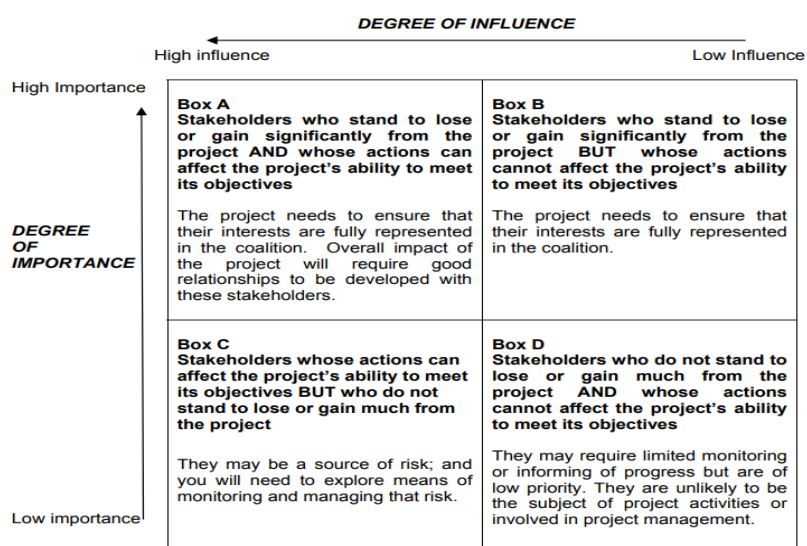 DEGREE OF INFLUENCE
High influence
Low Influence
High Importance
DEGREE
OF
IMPORTANCE
Low importance
Box A
Stakeholders who stand to lose
or gain significantly from the
project AND whose actions can
affect the project's ability to meet
its objectives
The project needs to ensure that
their interests are fully represented
in the coalition. Overall impact of
the project will require good
relationships to be developed with
these stakeholders.
Box B
Stakeholders who stand to lose
or gain significantly from the
project BUT whose actions
cannot affect the project's ability
to meet its objectives
The project needs to ensure that
their interests are fully represented
in the coalition.
Box C
Stakeholders whose actions can
affect the project's ability to meet
its objectives BUT who do not
stand to lose or gain much from
the project
They may be a source of risk; and
you will need to explore means of
monitoring and managing that risk.
Box D
Stakeholders who do not stand to
lose or gain much from the
project AND whose actions
cannot affect the project's ability
to meet its objectives
They may require limited monitoring
or informing of progress but are of
low priority. They are unlikely to be
the subject of project activities or
involved in project management.